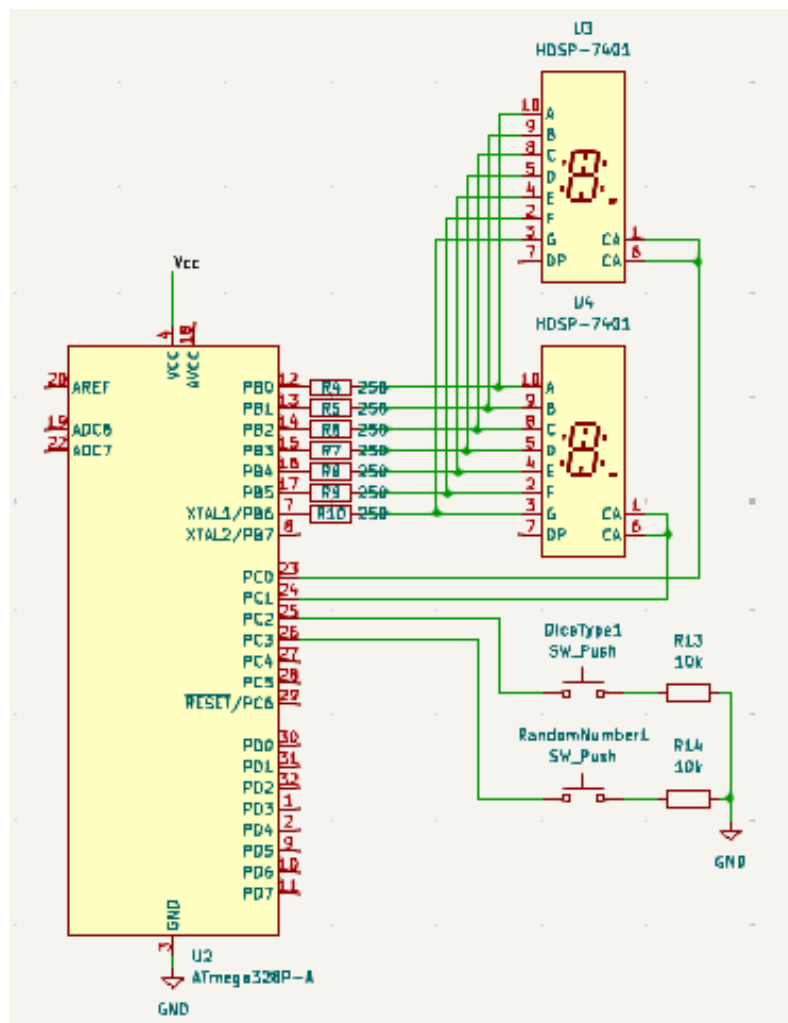 U3
HDSP-7401
10 A
9 B
8 C
5 D
4 E
2 F
3 G CA 1
7 DP CA 6
Vcc
U4
HDSP-7401
4 18
VCC AVCC
20 AREF PB0 12 R4 250 10 A
PB1 13 R5 250 9 B
19 ADC6 PB2 14 R6 250 8 C
22 ADC7 PB3 15 R7 250 5 D
PB4 16 R8 250 4 E
PB5 17 R9 250 2 F
XTAL1/PB6 7 R10 250 3 G CA 1
XTAL2/PB7 8 7 DP CA 6
PC0 23
PC1 24
PC2 25
PC3 26
PC4 27
PC5 28
RESET/PC6 29
DiceType1
SW_Push
R13
10k
RandomNumber1
SW_Push
R14
10k
PD0 30
PD1 31
PD2 32
PD3 1
PD4 2
PD5 9
PD6 10
PD7 11
GND
GND
3
U2
ATmega328P-A
GND